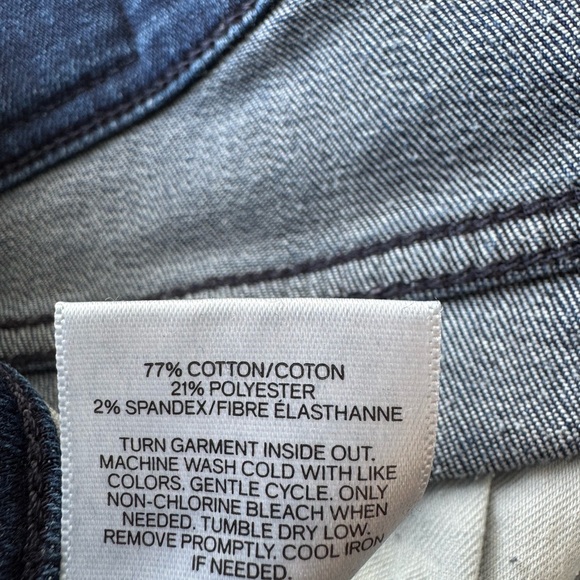 77% COTTON/COTON
21% POLYESTER
2% SPANDEX/FIBRE ÉLASTHANNE
TURN GARMENT INSIDE OUT.
MACHINE WASH COLD WITH LIKE
COLORS. GENTLE CYCLE. ONLY
NON-CHLORINE BLEACH WHEN
NEEDED. TUMBLE DRY LOW.
REMOVE PROMPTLY. COOL IRON
IF NEEDED.